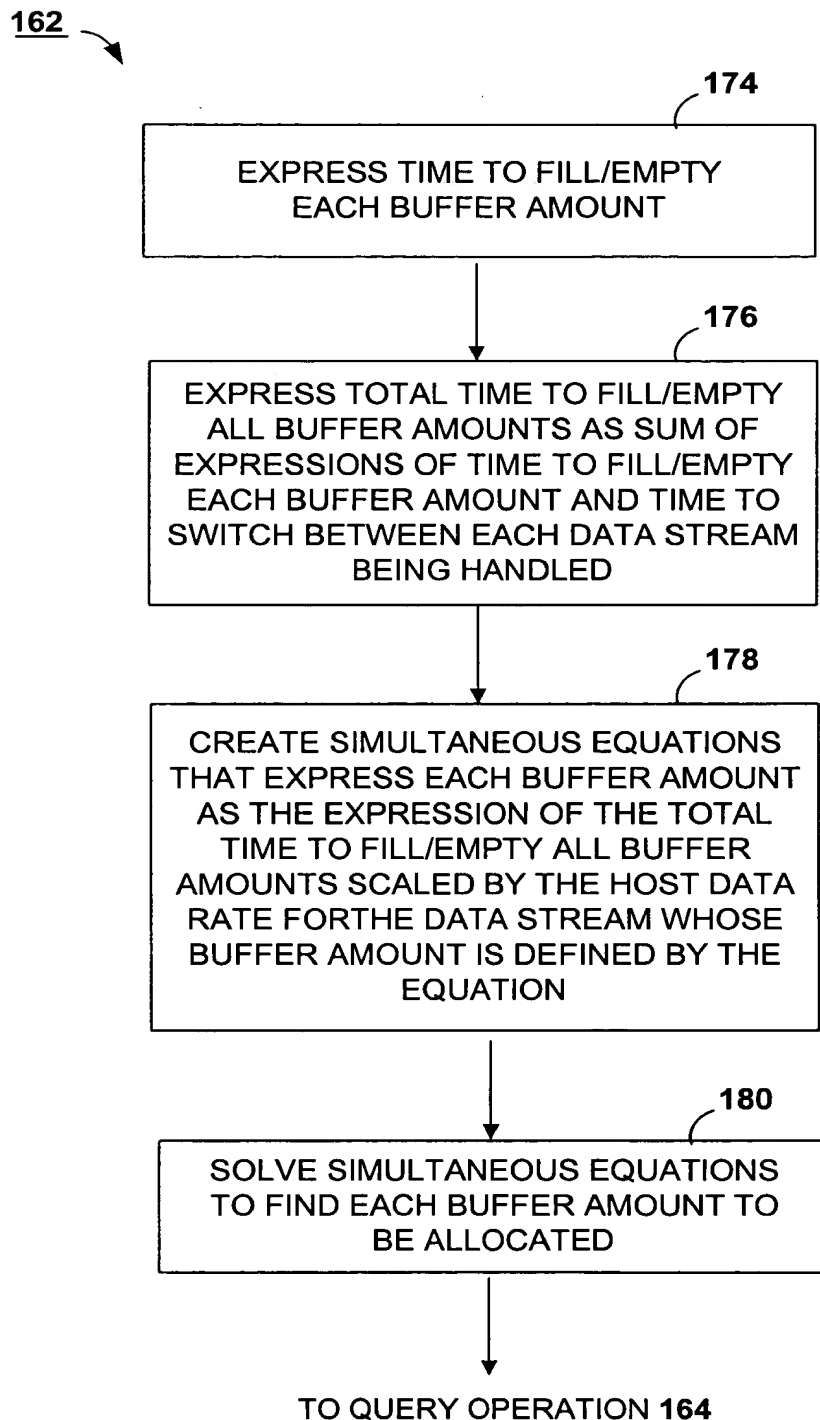 162
174
EXPRESS TIME TO FILL/EMPTY
EACH BUFFER AMOUNT
176
EXPRESS TOTAL TIME TO FILL/EMPTY
ALL BUFFER AMOUNTS AS SUM OF
EXPRESSIONS OF TIME TO FILL/EMPTY
EACH BUFFER AMOUNT AND TIME TO
SWITCH BETWEEN EACH DATA STREAM
BEING HANDLED
178
CREATE SIMULTANEOUS EQUATIONS
THAT EXPRESS EACH BUFFER AMOUNT
AS THE EXPRESSION OF THE TOTAL
TIME TO FILL/EMPTY ALL BUFFER
AMOUNTS SCALED BY THE HOST DATA
RATE FORTHE DATA STREAM WHOSE
BUFFER AMOUNT IS DEFINED BY THE
EQUATION
180
SOLVE SIMULTANEOUS EQUATIONS
TO FIND EACH BUFFER AMOUNT TO
BE ALLOCATED
TO QUERY OPERATION 164